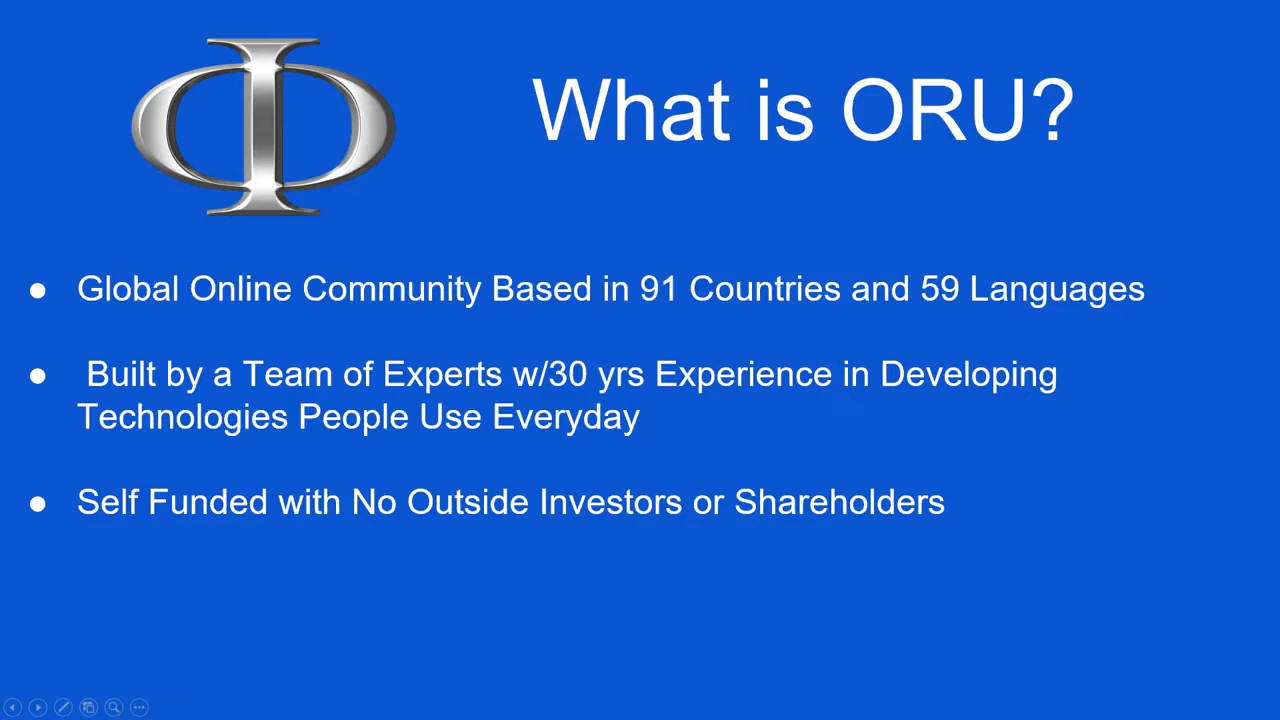 What is ORU?
● Global Online Community Based in 91 Countries and 59 Languages
● Built by a Team of Experts w/30 yrs Experience in Developing
Technologies People Use Everyday
● Self Funded with No Outside Investors or Shareholders